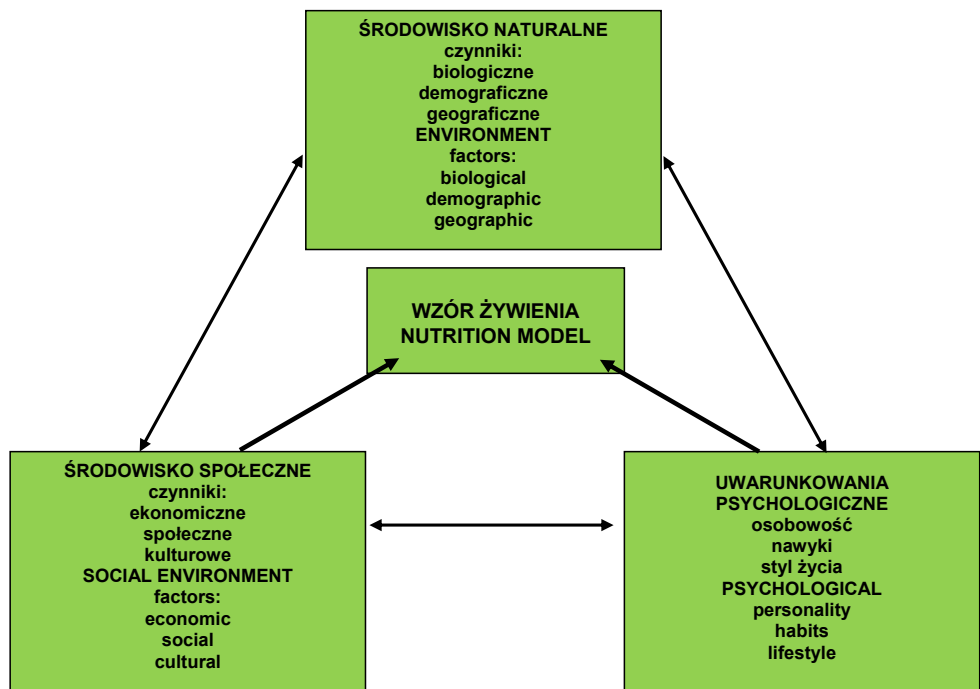 ŚRODOWISKO NATURALNE
czynniki:
biologiczne
demograficzne
geograficzne
ENVIRONMENT
factors:
biological
demographic
geographic
WZÓR ŻYWIENIA
NUTRITION MODEL
ŚRODOWISKO SPOŁECZNE
czynniki:
ekonomiczne
społeczne
kulturowe
SOCIAL ENVIRONMENT
factors:
economic
social
cultural
UWARUNKOWANIA
PSYCHOLOGICZNE
osobowość
nawyki
styl życia
PSYCHOLOGICAL
personality
habits
lifestyle